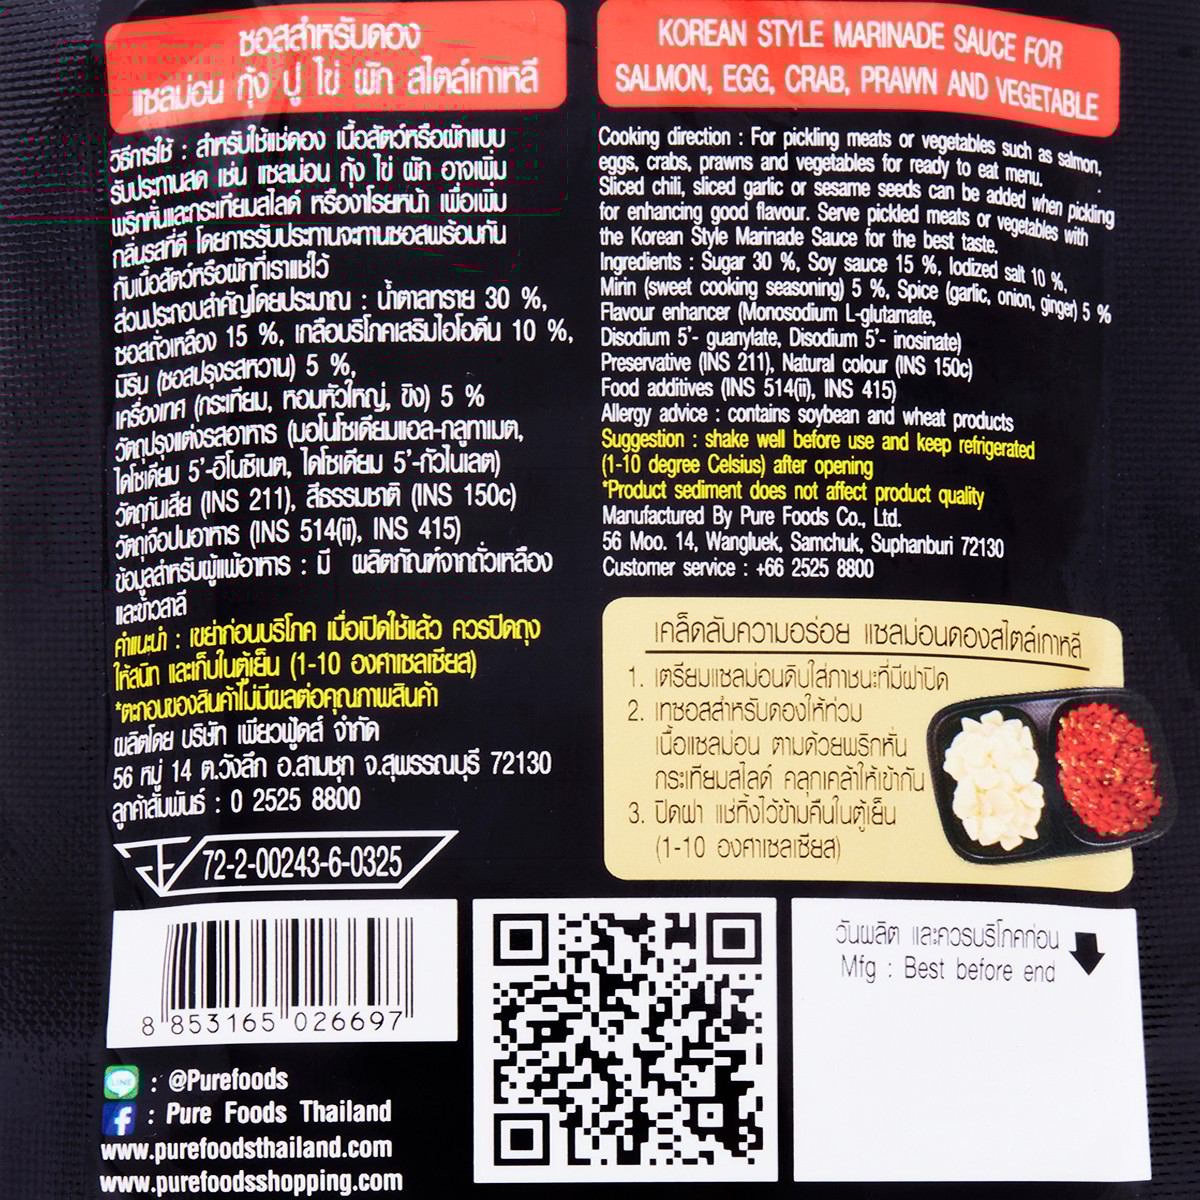 ซอสสำหรับดอง
แซลม่อน กุ้ง ปู ไข่ ผัก สไตล์เกาหลี
วิธีการใช้ : สำหรับใช้แช่ดอง เนื้อสัตว์หรือผักแบบ
รับประทานสด เช่น แซลม่อน กุ้ง ไข่ ผัก อาจเพิ่ม
พริกหั่นและกระเทียมสไลด์ หรืองาโรยหน้า เพื่อเพิ่ม
กลิ่นรสที่ดี โดยการรับประทานจะทานซอสพร้อมกัน
กับเนื้อสัตว์หรือผักที่เราแช่ไว้
ส่วนประกอบสำคัญโดยประมาณ : น้ำตาลทราย 30 %,
ซอสถั่วเหลือง 15 %, เกลือบริโภคเสริมไอโอดีน 10 %,
มิริน (ซอสปรุงรสหวาน) 5 %,
เครื่องเทศ (กระเทียม, หอมหัวใหญ่, ขิง) 5 %
วัตถุปรุงแต่งรสอาหาร (มอโนโซเดียมแอล-กลูทาเมต,
ไดโซเดียม 5'-อิโนซิเนต, ไดโซเดียม 5'-กัวไนเลต)
วัตถุกันเสีย (INS 211), สีธรรมชาติ (INS 150c)
วัตถุเจือปนอาหาร (INS 514(ii), INS 415)
ข้อมูลสำหรับผู้แพ้อาหาร : มี ผลิตภัณฑ์จากถั่วเหลือง
และข้าวสาลี
คำแนะนำ : เขย่าก่อนบริโภค เมื่อเปิดใช้แล้ว ควรปิดถุง
ให้สนิท และเก็บในตู้เย็น (1-10 องศาเซลเซียส)
*ตะกอนของสินค้าไม่มีผลต่อคุณภาพสินค้า
ผลิตโดย บริษัท เพียวฟู้ดส์ จำกัด
56 หมู่ 14 ต.วังลึก อ.สามชุก จ.สุพรรณบุรี 72130
ลูกค้าสัมพันธ์ : 0 2525 8800
72-2-00243-6-0325
8 853165 026697
LINE : @Purefoods
f : Pure Foods Thailand
www.purefoodsthailand.com
www.purefoodsshopping.com
KOREAN STYLE MARINADE SAUCE FOR
SALMON, EGG, CRAB, PRAWN AND VEGETABLE
Cooking direction : For pickling meats or vegetables such as salmon,
eggs, crabs, prawns and vegetables for ready to eat menu.
Sliced chili, sliced garlic or sesame seeds can be added when pickling
for enhancing good flavour. Serve pickled meats or vegetables with
the Korean Style Marinade Sauce for the best taste.
Ingredients : Sugar 30 %, Soy sauce 15 %, Iodized salt 10 %,
Mirin (sweet cooking seasoning) 5 %, Spice (garlic, onion, ginger) 5 %
Flavour enhancer (Monosodium L-glutamate,
Disodium 5'- guanylate, Disodium 5'- inosinate)
Preservative (INS 211), Natural colour (INS 150c)
Food additives (INS 514(ii), INS 415)
Allergy advice : contains soybean and wheat products
Suggestion : shake well before use and keep refrigerated
(1-10 degree Celsius) after opening
*Product sediment does not affect product quality
Manufactured By Pure Foods Co., Ltd.
56 Moo. 14, Wangluek, Samchuk, Suphanburi 72130
Customer service : +66 2525 8800
เคล็ดลับความอร่อย แซลม่อนดองสไตล์เกาหลี
1. เตรียมแซลม่อนดิบใส่ภาชนะที่มีฝาปิด
2. เทซอสสำหรับดองให้ท่วม
เนื้อแซลม่อน ตามด้วยพริกหั่น
กระเทียมสไลด์ คลุกเคล้าให้เข้ากัน
3. ปิดฝา แช่ทิ้งไว้ข้ามคืนในตู้เย็น
(1-10 องศาเซลเซียส)
วันผลิต และควรบริโภคก่อน
Mfg : Best before end